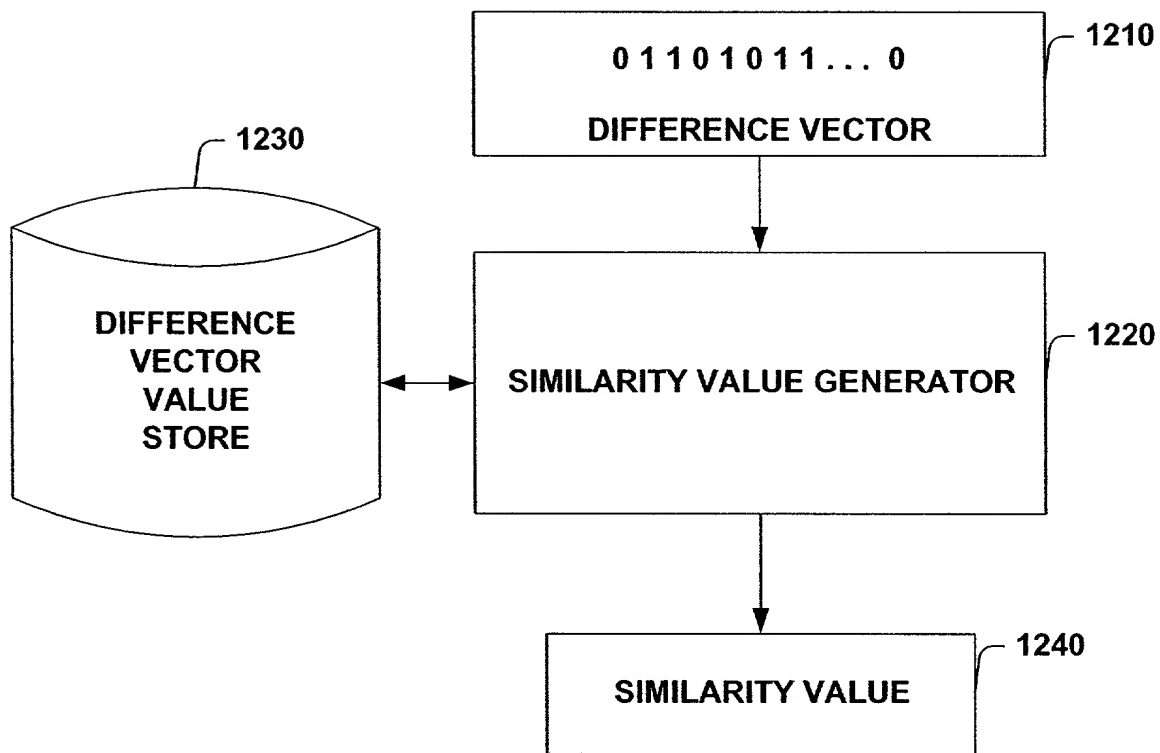 0 1 1 0 1 0 1 1 . . . 0
DIFFERENCE VECTOR
1210
1230
DIFFERENCE
VECTOR
VALUE
STORE
SIMILARITY VALUE GENERATOR
1220
SIMILARITY VALUE
1240